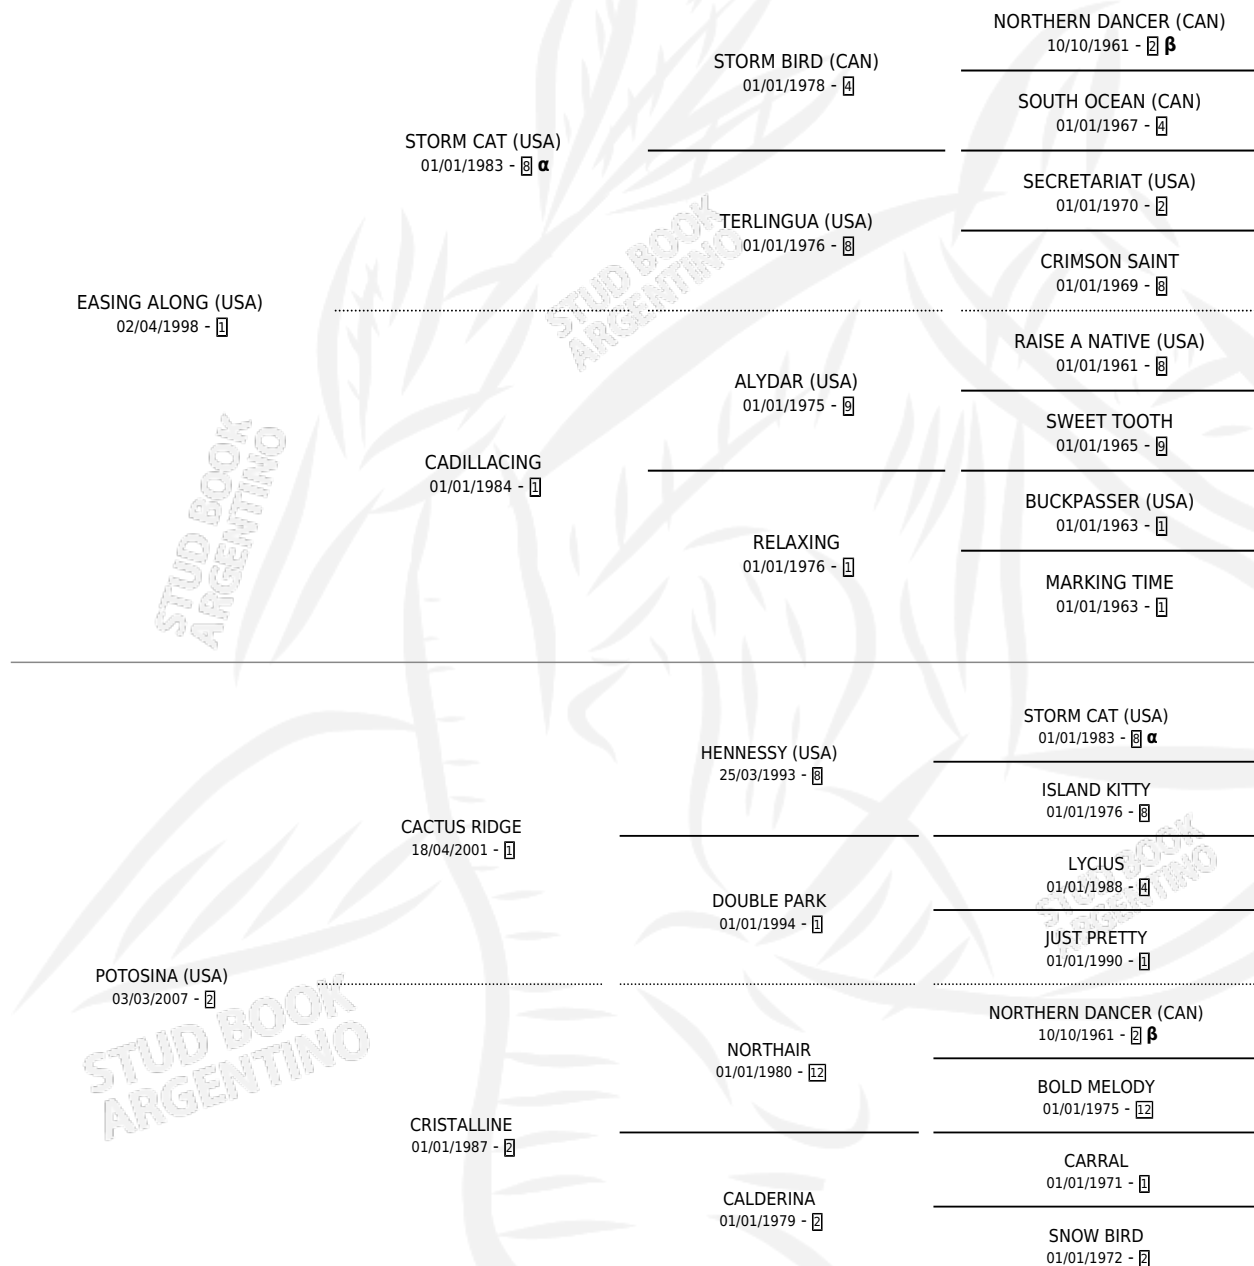 NORTHERN DANCER (CAN)
10/10/1961 - 2 β
STORM BIRD (CAN)
01/01/1978 - 4
SOUTH OCEAN (CAN)
01/01/1967 - 4
STORM CAT (USA)
01/01/1983 - 8 α
SECRETARIAT (USA)
01/01/1970 - 2
TERLINGUA (USA)
01/01/1976 - 8
CRIMSON SAINT
01/01/1969 - 8
EASING ALONG (USA)
02/04/1998 - 1
STUD BOOK
ARGENTINO
RAISE A NATIVE (USA)
01/01/1961 - 8
ALYDAR (USA)
01/01/1975 - 9
SWEET TOOTH
01/01/1965 - 9
CADILLACING
01/01/1984 - 1
BUCKPASSER (USA)
01/01/1963 - 1
RELAXING
01/01/1976 - 1
MARKING TIME
01/01/1963 - 1
STUD BOOK
ARGENTINO
STORM CAT (USA)
01/01/1983 - 8 α
HENNESSY (USA)
25/03/1993 - 8
ISLAND KITTY
01/01/1976 - 8
CACTUS RIDGE
18/04/2001 - 1
LYCIUS
01/01/1988 - 4
DOUBLE PARK
01/01/1994 - 1
JUST PRETTY
01/01/1990 - 1
STUD BOOK
ARGENTINO
POTOSINA (USA)
03/03/2007 - 2
NORTHERN DANCER (CAN)
10/10/1961 - 2 β
NORTHAIR
01/01/1980 - 12
BOLD MELODY
01/01/1975 - 12
STUD BOOK
ARGENTINO
CRISTALLINE
01/01/1987 - 2
CARRAL
01/01/1971 - 1
CALDERINA
01/01/1979 - 2
SNOW BIRD
01/01/1972 - 2